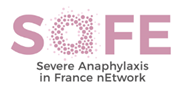 SAFE
Severe Anaphylaxis
in France nEtwork